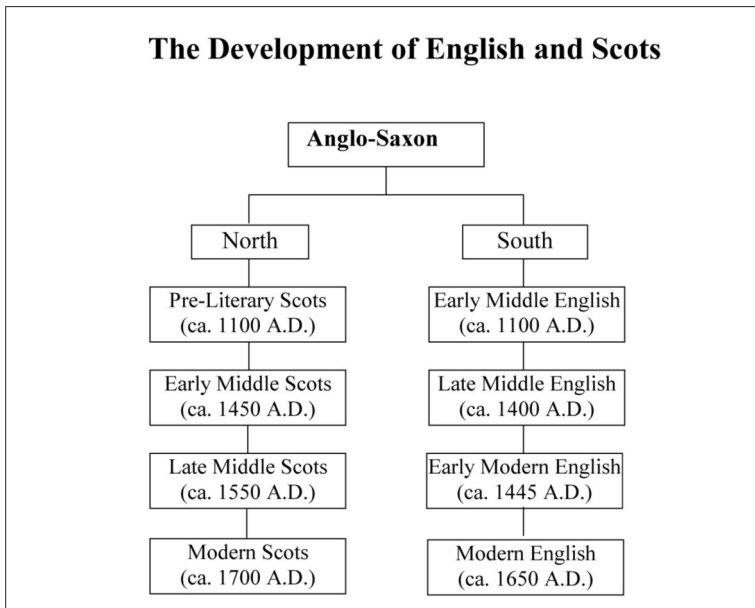 The Development of English and Scots
Anglo-Saxon
North
South
Pre-Literary Scots
(ca. 1100 A.D.)
Early Middle English
(ca. 1100 A.D.)
Early Middle Scots
(ca. 1450 A.D.)
Late Middle English
(ca. 1400 A.D.)
Late Middle Scots
(ca. 1550 A.D.)
Early Modern English
(ca. 1445 A.D.)
Modern Scots
(ca. 1700 A.D.)
Modern English
(ca. 1650 A.D.)